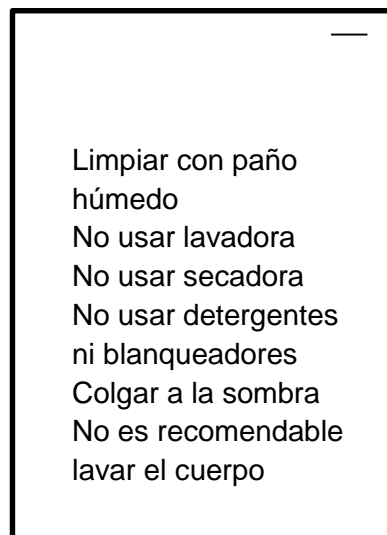 Limpiar con paño
húmedo
No usar lavadora
No usar secadora
No usar detergentes
ni blanqueadores
Colgar a la sombra
No es recomendable
lavar el cuerpo